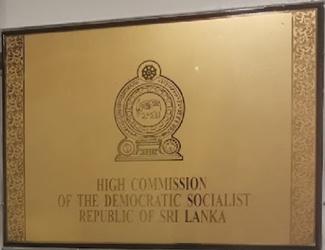 HIGH COMMISSION
OF THE DEMOCRATIC SOCIALIST
REPUBLIC OF SRI LANKA